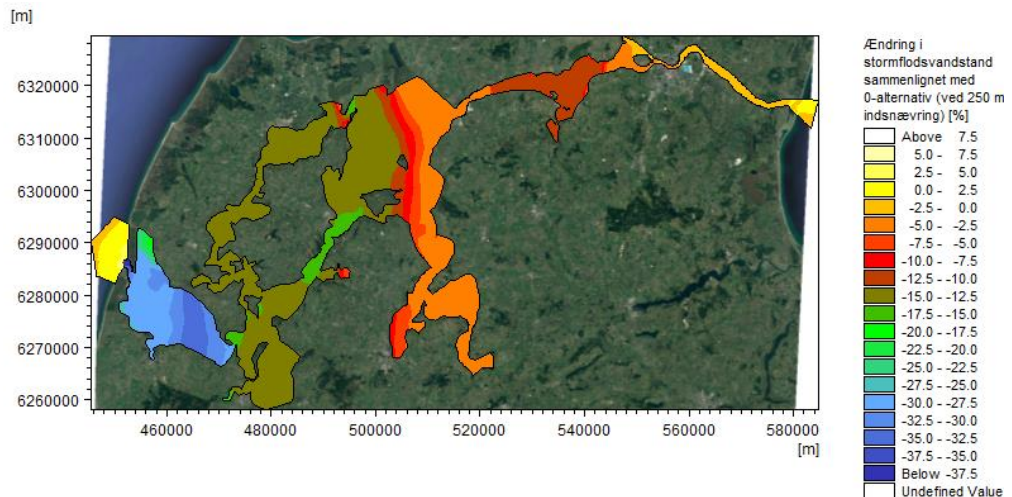 [m]
6320000
6310000
6300000
6290000
6280000
6270000
6260000
460000
480000
500000
520000
540000
560000
580000
[m]
Ændring i
stormflodsvandstand
sammenlignet med
0-alternativ (ved 250 m
indsnævring) [%]
Above 7.5
5.0 - 7.5
2.5 - 5.0
0.0 - 2.5
-2.5 - 0.0
-5.0 - -2.5
-7.5 - -5.0
-10.0 - -7.5
-12.5 - -10.0
-15.0 - -12.5
-17.5 - -15.0
-20.0 - -17.5
-22.5 - -20.0
-25.0 - -22.5
-27.5 - -25.0
-30.0 - -27.5
-32.5 - -30.0
-35.0 - -32.5
-37.5 - -35.0
Below -37.5
Undefined Value